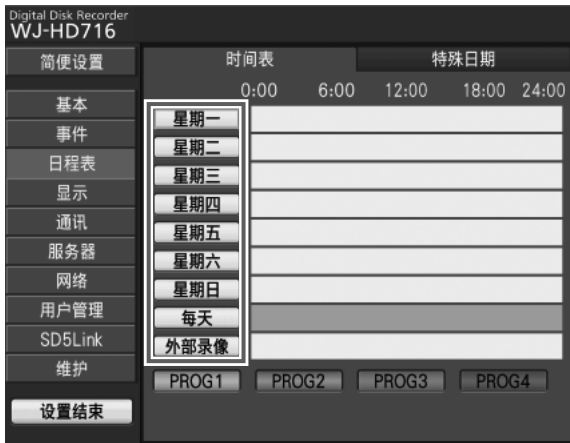 Digital Disk Recorder
WJ-HD716
简便设置
基本
事件
日程表
显示
通讯
服务器
网络
用户管理
SD5Link
维护
设置结束
时间表 特殊日期
0:00 6:00 12:00 18:00 24:00
星期一
星期二
星期三
星期四
星期五
星期六
星期日
每天
外部录像
PROG1 PROG2 PROG3 PROG4